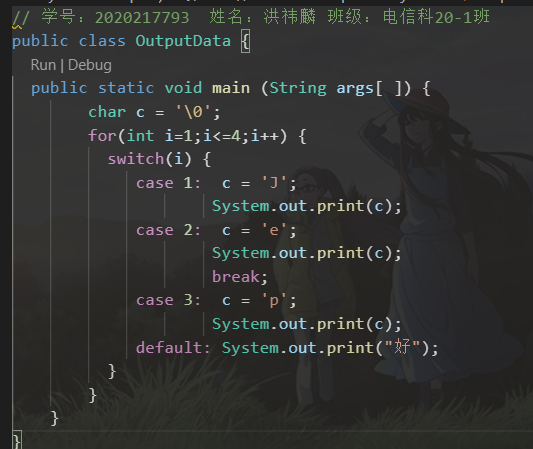 // 学号：2020217793  姓名：洪祎麟 班级：电信科20-1班
public class OutputData {
Run | Debug
public static void main (String args[ ]) {
char c = '\0';
for(int i=1;i<=4;i++) {
switch(i) {
case 1:  c = 'J';
System.out.print(c);
case 2:  c = 'e';
System.out.print(c);
break;
case 3:  c = 'p';
System.out.print(c);
default: System.out.print("好");
}
}
}
}